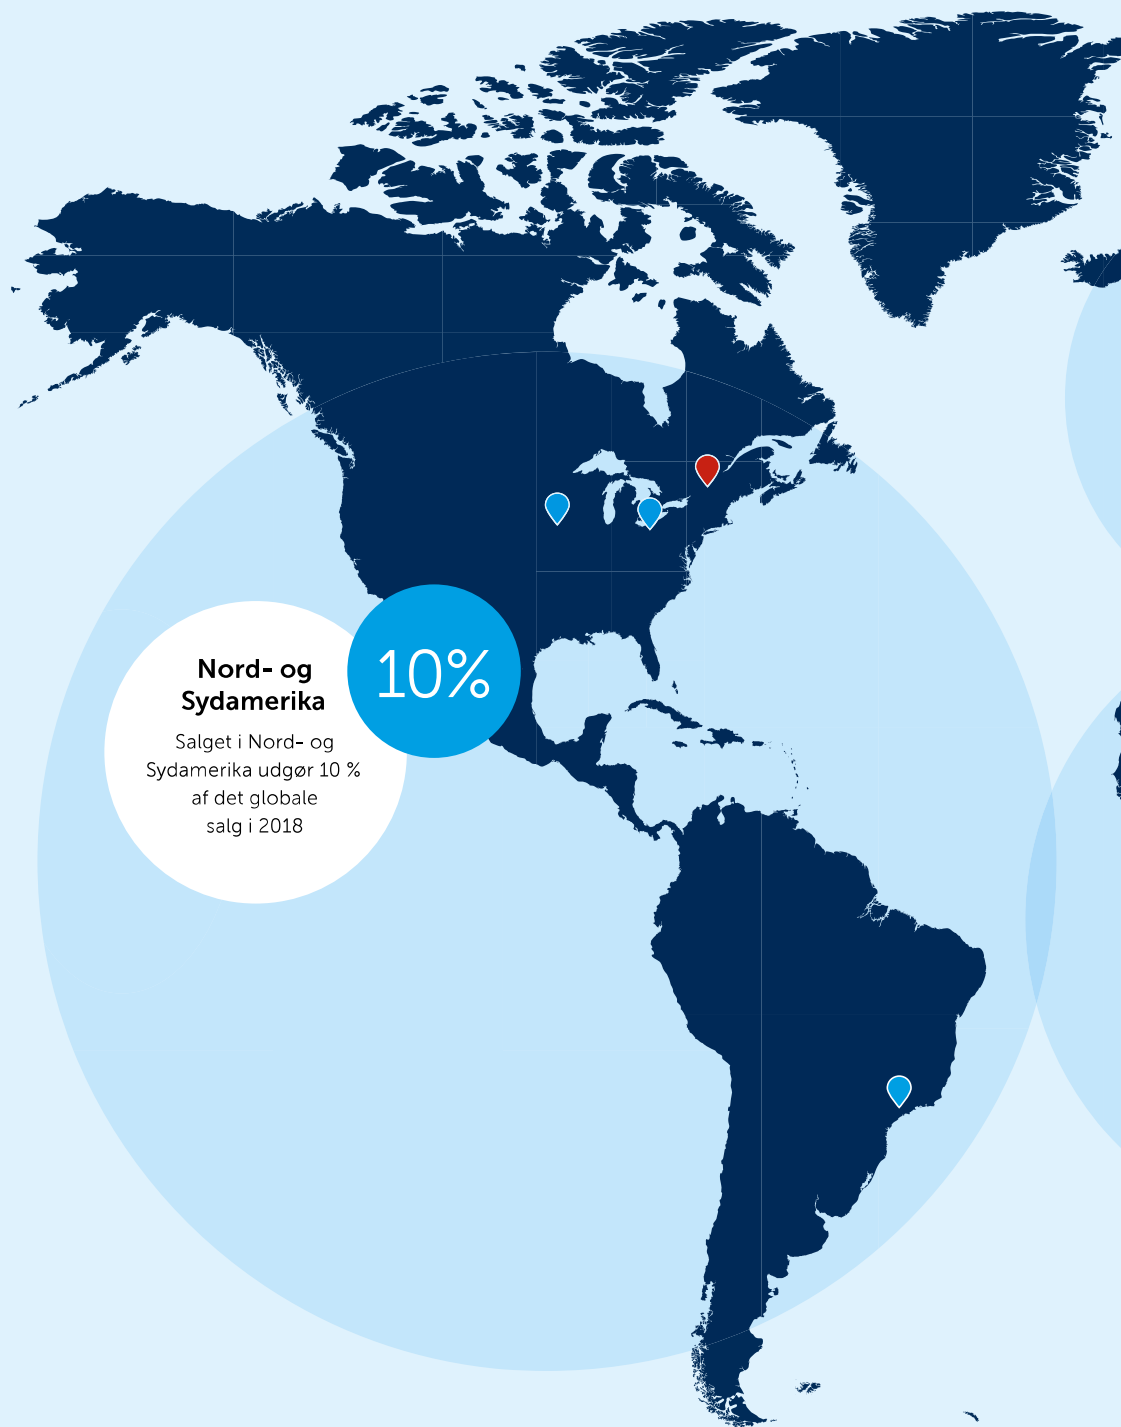 Nord- og
Sydamerika
10%
Salget i Nord- og
Sydamerika udgør 10 %
af det globale
salg i 2018